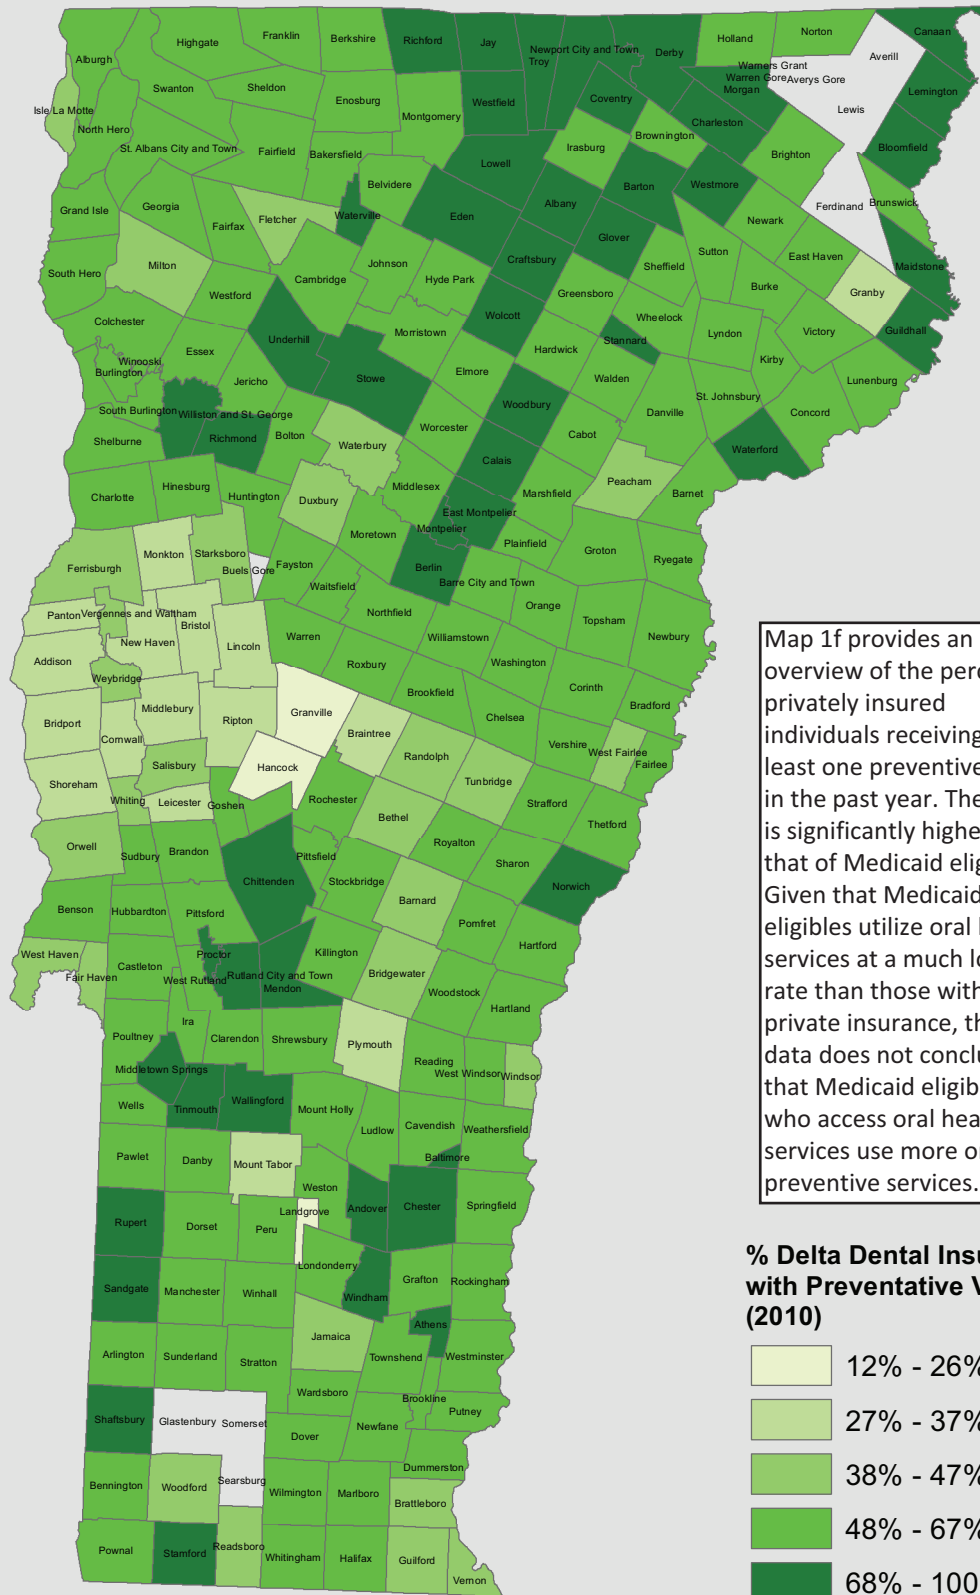 Alburgh
Highgate
Franklin
Berkshire
Richford
Jay
Newport City and Town
Troy
Derby
Holland
Norton
Canaan
Averill
Warners Grant
Warren Gore
Averys Gore
Morgan
Lewis
Lemington
Bloomfield
Isle La Motte
North Hero
Swanton
Sheldon
Enosburg
Montgomery
Westfield
Coventry
Charleston
Brownington
Irasburg
Brighton
St. Albans City and Town
Fairfield
Bakersfield
Lowell
Belvidere
Barton
Westmore
Ferdinand
Brunswick
Grand Isle
Georgia
Fairfax
Fletcher
Waterville
Eden
Albany
Glover
Newark
Maidstone
South Hero
Milton
Westford
Cambridge
Johnson
Hyde Park
Craftsbury
Greensboro
Sheffield
Sutton
East Haven
Burke
Granby
Guildhall
Colchester
Winooski
Burlington
Essex
Underhill
Jericho
Morristown
Wolcott
Stannard
Wheelock
Lyndon
Kirby
Victory
Lunenburg
Stowe
Elmore
Hardwick
Walden
St. Johnsbury
Concord
South Burlington
Williston and St. George
Richmond
Shelburne
Bolton
Waterbury
Worcester
Woodbury
Cabot
Danville
Waterford
Charlotte
Hinesburg
Huntington
Duxbury
Middlesex
Calais
Marshfield
Peacham
Barnet
East Montpelier
Montpelier
Moretown
Plainfield
Groton
Ryegate
Ferrisburgh
Monkton
Starksboro
Buels Gore
Fayston
Waitsfield
Berlin
Barre City and Town
Orange
Topsham
Newbury
Panton
Vergennes and Waltham
Bristol
New Haven
Lincoln
Warren
Northfield
Williamstown
Washington
Addison
Weybridge
Roxbury
Brookfield
Corinth
Bradford
Bridport
Middlebury
Cornwall
Ripton
Granville
Braintree
Randolph
Chelsea
Vershire
West Fairlee
Fairlee
Shoreham
Salisbury
Whiting
Leicester
Goshen
Hancock
Rochester
Tunbridge
Strafford
Thetford
Orwell
Sudbury
Brandon
Bethel
Royalton
Sharon
Norwich
Chittenden
Pittsfield
Stockbridge
Barnard
Pomfret
Benson
Hubbardton
Pittsford
Hartford
West Haven
Fair Haven
Castleton
Proctor
West Rutland
Rutland City and Town
Mendon
Killington
Bridgewater
Woodstock
Hartland
Poultney
Ira
Clarendon
Shrewsbury
Plymouth
Reading
West Windsor
Windsor
Middletown Springs
Wells
Tinmouth
Wallingford
Mount Holly
Ludlow
Cavendish
Weathersfield
Baltimore
Pawlet
Danby
Mount Tabor
Weston
Landgrove
Andover
Chester
Springfield
Rupert
Dorset
Peru
Londonderry
Windham
Grafton
Rockingham
Sandgate
Manchester
Winhall
Jamaica
Athens
Townshend
Westminster
Arlington
Sunderland
Stratton
Wardsboro
Brookline
Putney
Shaftsbury
Glastenbury
Somerset
Dover
Newfane
Dummerston
Bennington
Woodford
Searsburg
Wilmington
Marlboro
Brattleboro
Pownal
Stamford
Readsboro
Whitingham
Halifax
Guilford
Vernon
Map 1f provides an
overview of the perc
privately insured
individuals receiving
least one preventive
in the past year. The
is significantly highe
that of Medicaid elig
Given that Medicaid
eligibles utilize oral
services at a much lo
rate than those with
private insurance, th
data does not conclu
that Medicaid eligib
who access oral hea
services use more o
preventive services.
% Delta Dental Insu
with Preventative V
(2010)
12% - 26%
27% - 37%
38% - 47%
48% - 67%
68% - 100